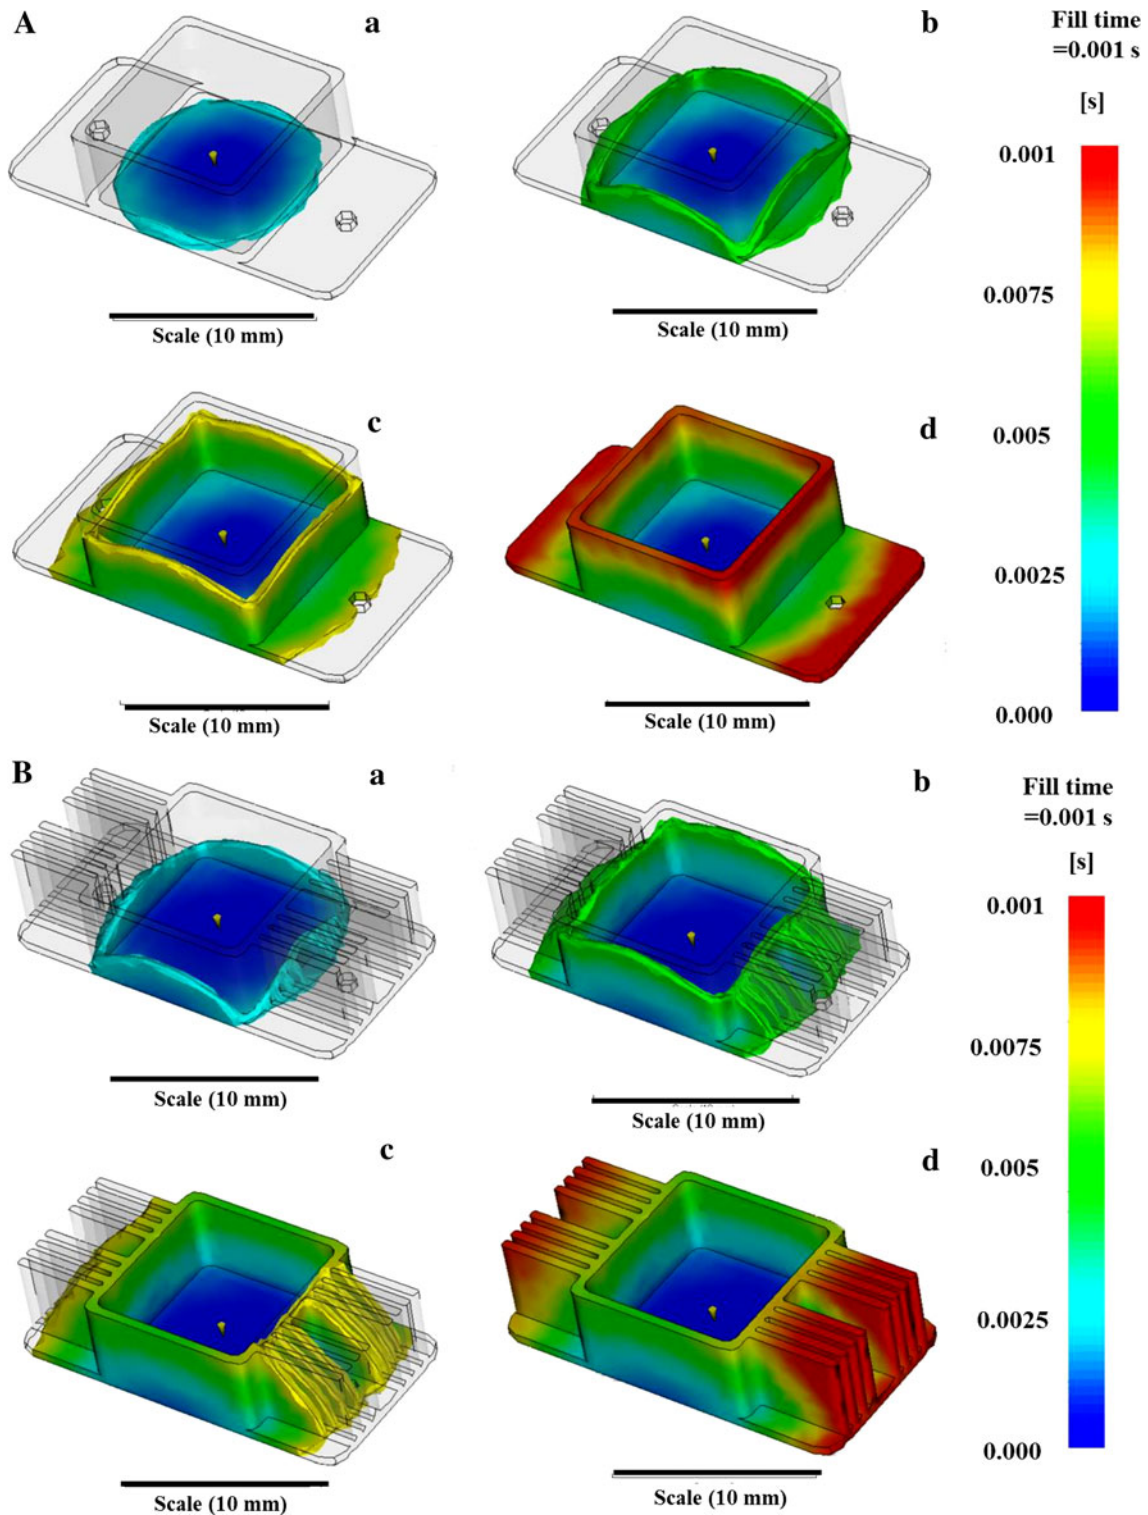 A
a
b
Fill time
=0.001 s
[s]
0.001
0.0075
0.005
0.0025
0.000
Scale (10 mm)
Scale (10 mm)
c
d
Scale (10 mm)
Scale (10 mm)
B
a
b
Fill time
=0.001 s
[s]
0.001
0.0075
0.005
0.0025
0.000
Scale (10 mm)
Scale (10 mm)
c
d
Scale (10 mm)
Scale (10 mm)